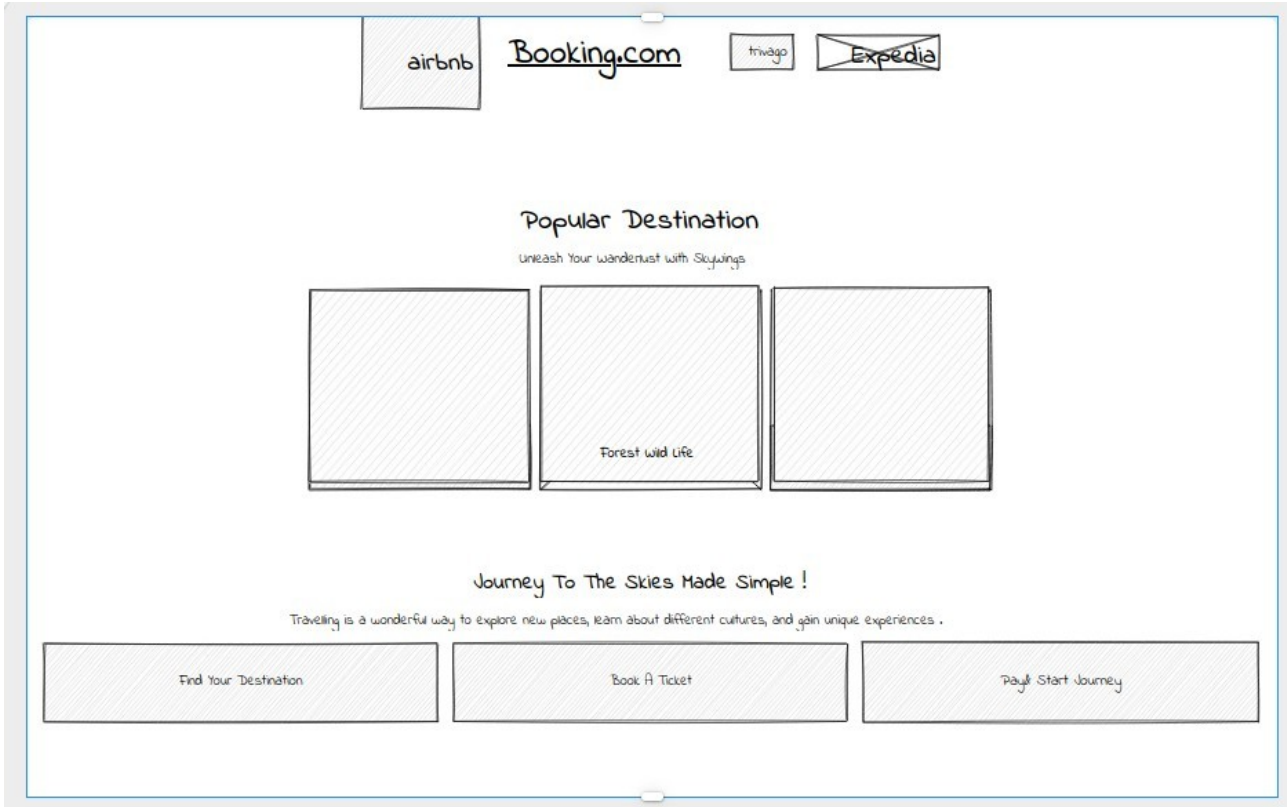 airbnb Booking.com trivago Expedia
Popular Destination
Unleash Your Wanderlust With Skywings
Forest Wild Life
Journey To The Skies Made Simple !
Travelling is a wonderful way to explore new places, learn about different cultures, and gain unique experiences .
Find Your Destination Book A Ticket Pay& Start Journey